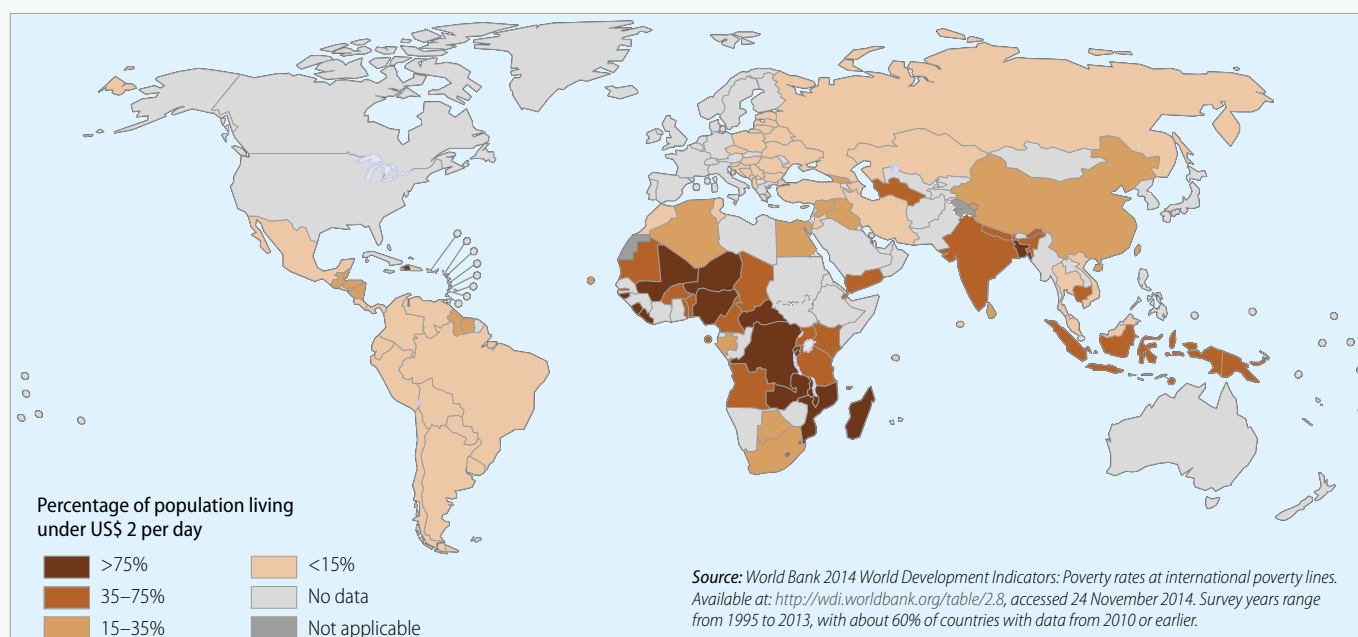 Percentage of population living
under US$ 2 per day
>75%
35–75%
15–35%
<15%
No data
Not applicable
Source: World Bank 2014 World Development Indicators: Poverty rates at international poverty lines.
Available at: http://wdi.worldbank.org/table/2.8, accessed 24 November 2014. Survey years range
from 1995 to 2013, with about 60% of countries with data from 2010 or earlier.